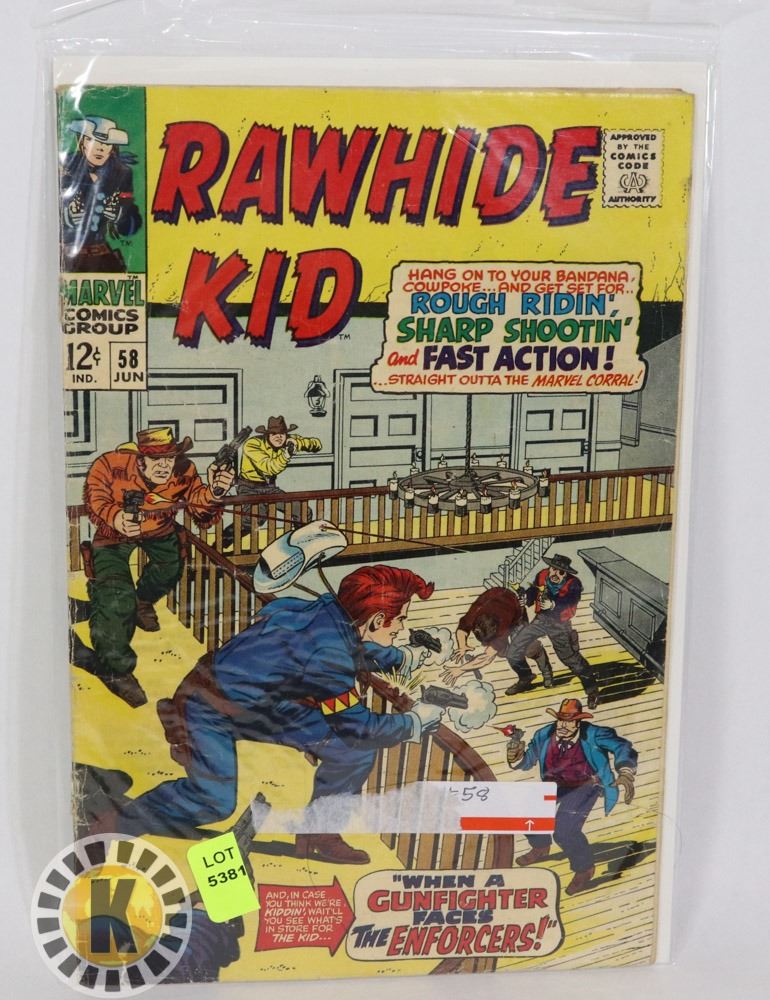 RAWHIDE
KID
TM
TM
TM
MARVEL
COMICS
GROUP
12¢
IND.
58
JUN
APPROVED
BY THE
COMICS
CODE
CA
AUTHORITY
HANG ON TO YOUR BANDANA,
COWPOKE...AND GET SET FOR..
ROUGH RIDIN',
SHARP SHOOTIN'
and FAST ACTION!
...STRAIGHT OUTTA THE MARVEL CORRAL!
58
LOT
5381
K
AND, IN CASE
YOU THINK WE'RE
KIDDIN', WAIT'LL
YOU SEE WHAT'S
IN STORE FOR
THE KID...
"WHEN A
GUNFIGHTER
FACES
THE ENFORCERS!"